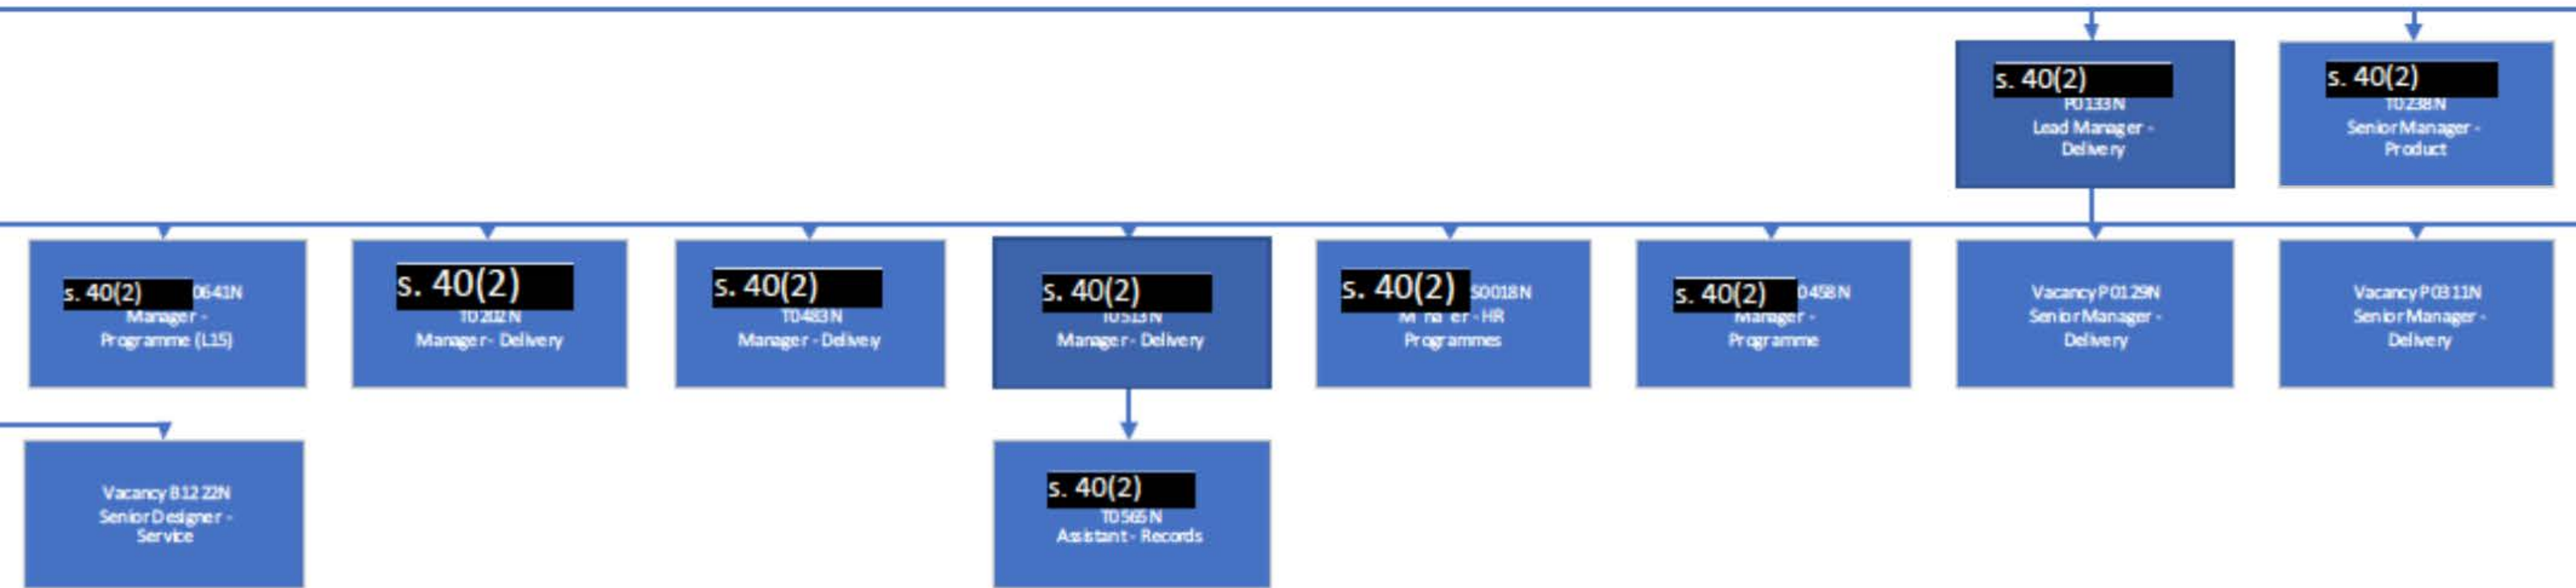 s. 40(2)
P0133N
Lead Manager -
Delivery
s. 40(2)
T0238N
Senior Manager -
Product
s. 40(2) 0641N
Manager -
Programme (L15)
s. 40(2)
T0202N
Manager - Delivery
s. 40(2)
T0483N
Manager - Delivery
s. 40(2)
T0513N
Manager - Delivery
s. 40(2) S0018N
- HR
Programmes
s. 40(2) 0458N
Manager -
Programme
Vacancy P0129N
Senior Manager -
Delivery
Vacancy P0311N
Senior Manager -
Delivery
Vacancy B1222N
Senior Designer -
Service
s. 40(2)
T0565N
Assistant - Records